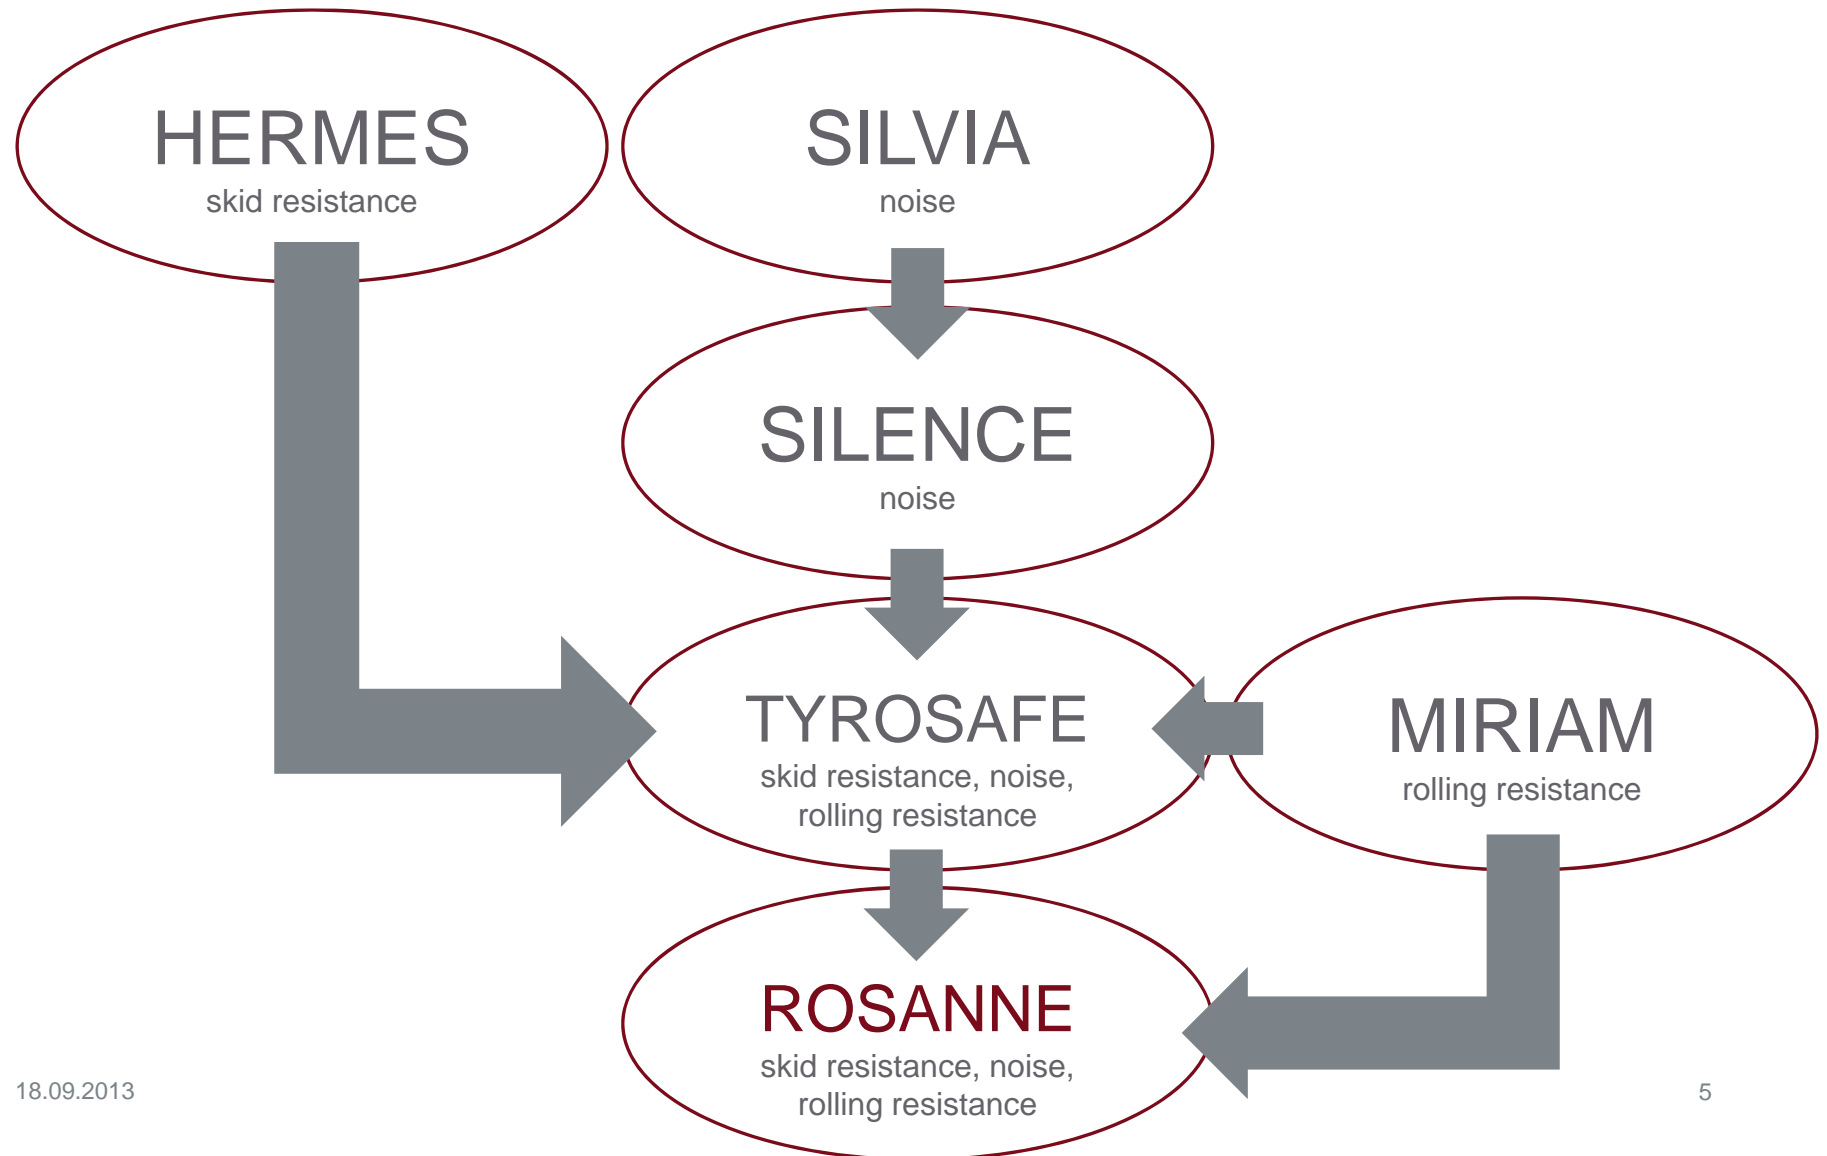 HERMES
skid resistance
SILVIA
noise
SILENCE
noise
TYROSAFE
skid resistance, noise,
rolling resistance
MIRIAM
rolling resistance
ROSANNE
skid resistance, noise,
rolling resistance
18.09.2013
5